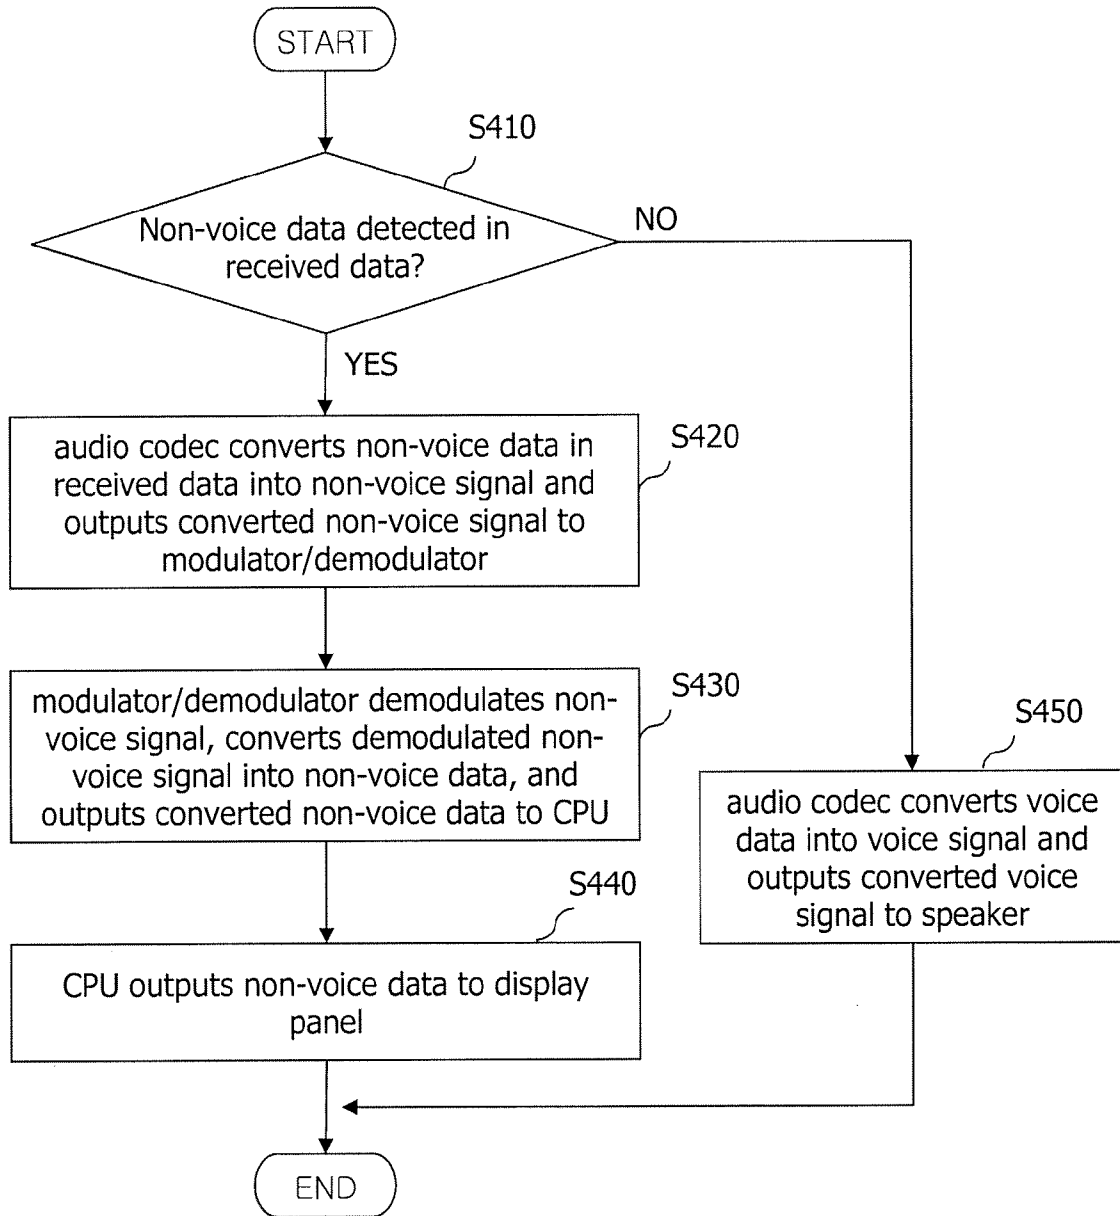 START
S410
Non-voice data detected in
received data?
NO
YES
S420
audio codec converts non-voice data in
received data into non-voice signal and
outputs converted non-voice signal to
modulator/demodulator
S430
modulator/demodulator demodulates non-
voice signal, converts demodulated non-
voice signal into non-voice data, and
outputs converted non-voice data to CPU
S450
audio codec converts voice
data into voice signal and
outputs converted voice
signal to speaker
S440
CPU outputs non-voice data to display
panel
END